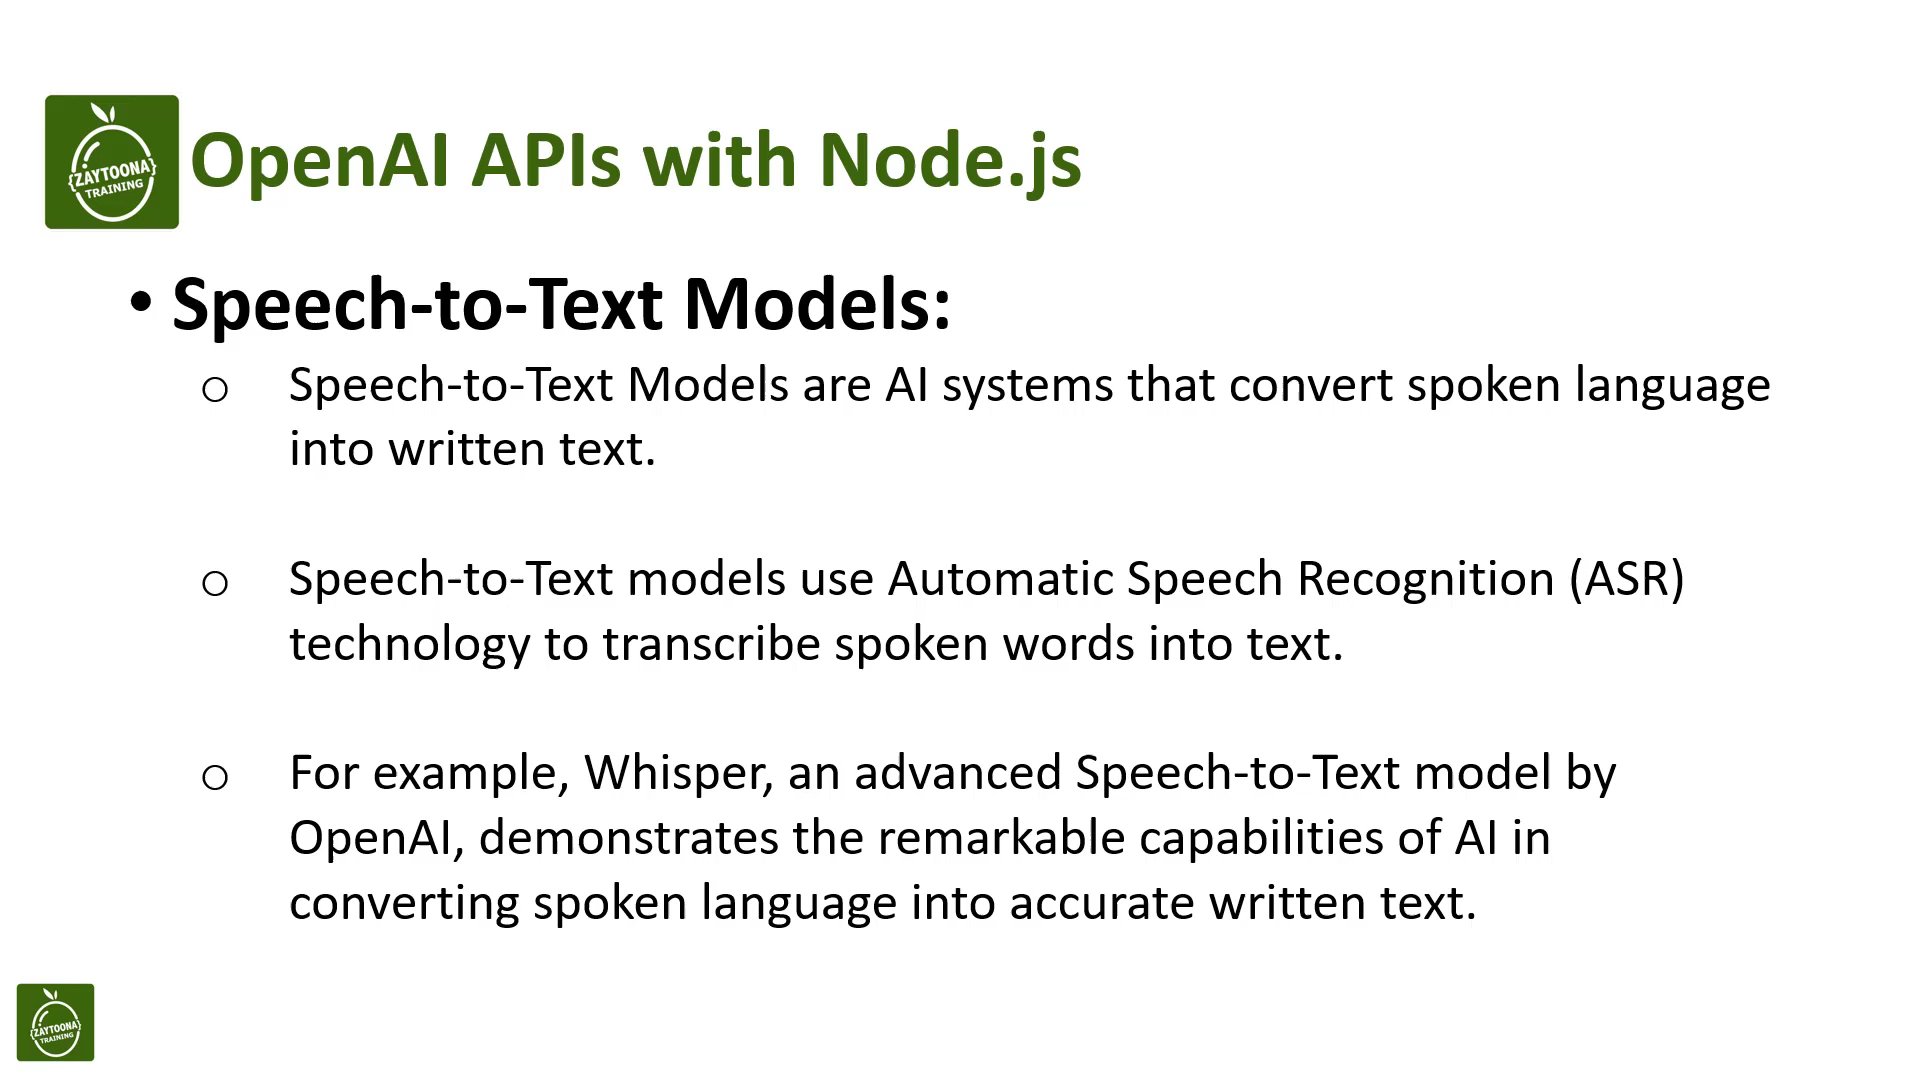 {ZAYTOONA}
TRAINING
OpenAI APIs with Node.js
• Speech-to-Text Models:
o Speech-to-Text Models are AI systems that convert spoken language
into written text.
o Speech-to-Text models use Automatic Speech Recognition (ASR)
technology to transcribe spoken words into text.
o For example, Whisper, an advanced Speech-to-Text model by
OpenAI, demonstrates the remarkable capabilities of AI in
converting spoken language into accurate written text.
{ZAYTOONA}
TRAINING